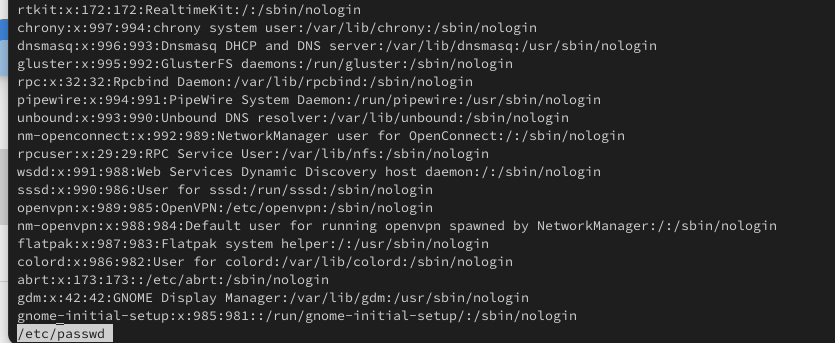 rtkit:x:172:172:RealtimeKit:/:/sbin/nologin
chrony:x:997:994:chrony system user:/var/lib/chrony:/sbin/nologin
dnsmasq:x:996:993:Dnsmasq DHCP and DNS server:/var/lib/dnsmasq:/usr/sbin/nologin
gluster:x:995:992:GlusterFS daemons:/run/gluster:/sbin/nologin
rpc:x:32:32:Rpcbind Daemon:/var/lib/rpcbind:/sbin/nologin
pipewire:x:994:991:PipeWire System Daemon:/run/pipewire:/usr/sbin/nologin
unbound:x:993:990:Unbound DNS resolver:/var/lib/unbound:/sbin/nologin
nm-openconnect:x:992:989:NetworkManager user for OpenConnect:/:/sbin/nologin
rpcuser:x:29:29:RPC Service User:/var/lib/nfs:/sbin/nologin
wsdd:x:991:988:Web Services Dynamic Discovery host daemon:/:/sbin/nologin
sssd:x:990:986:User for sssd:/run/sssd:/sbin/nologin
openvpn:x:989:985:OpenVPN:/etc/openvpn:/sbin/nologin
nm-openvpn:x:988:984:Default user for running openvpn spawned by NetworkManager:/:/sbin/nologin
flatpak:x:987:983:Flatpak system helper:/:/usr/sbin/nologin
colord:x:986:982:User for colord:/var/lib/colord:/sbin/nologin
abrt:x:173:173::/etc/abrt:/sbin/nologin
gdm:x:42:42:GNOME Display Manager:/var/lib/gdm:/usr/sbin/nologin
gnome-initial-setup:x:985:981::/run/gnome-initial-setup/:/sbin/nologin
/etc/passwd